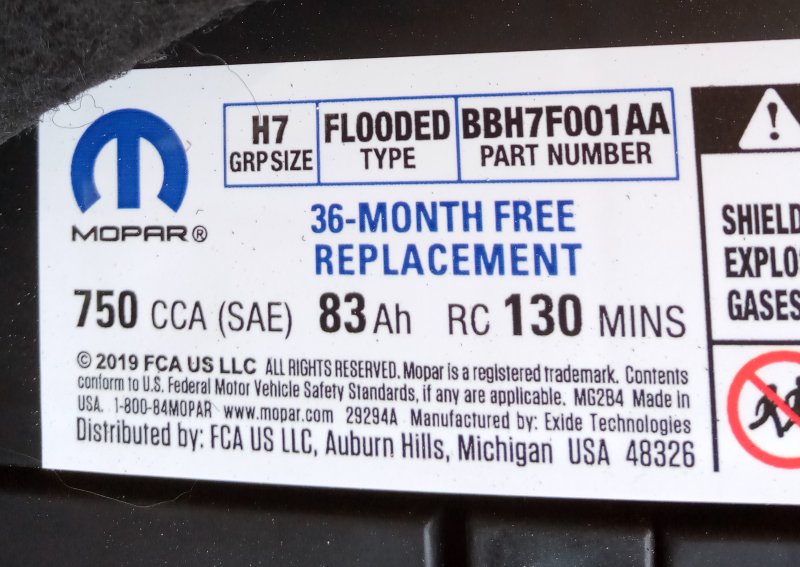 H7 FLOODED BBH7F001AA
GRP SIZE TYPE PART NUMBER
MOPAR®
36-MONTH FREE
REPLACEMENT
750 CCA (SAE) 83 Ah RC 130 MINS
© 2019 FCA US LLC ALL RIGHTS RESERVED. Mopar is a registered trademark. Contents
conform to U.S. Federal Motor Vehicle Safety Standards, if any are applicable. MG2B4 Made in
USA. 1-800-84MOPAR www.mopar.com 29294A Manufactured by: Exide Technologies
Distributed by: FCA US LLC, Auburn Hills, Michigan USA 48326
!
SHIELD
EXPLO
GASES